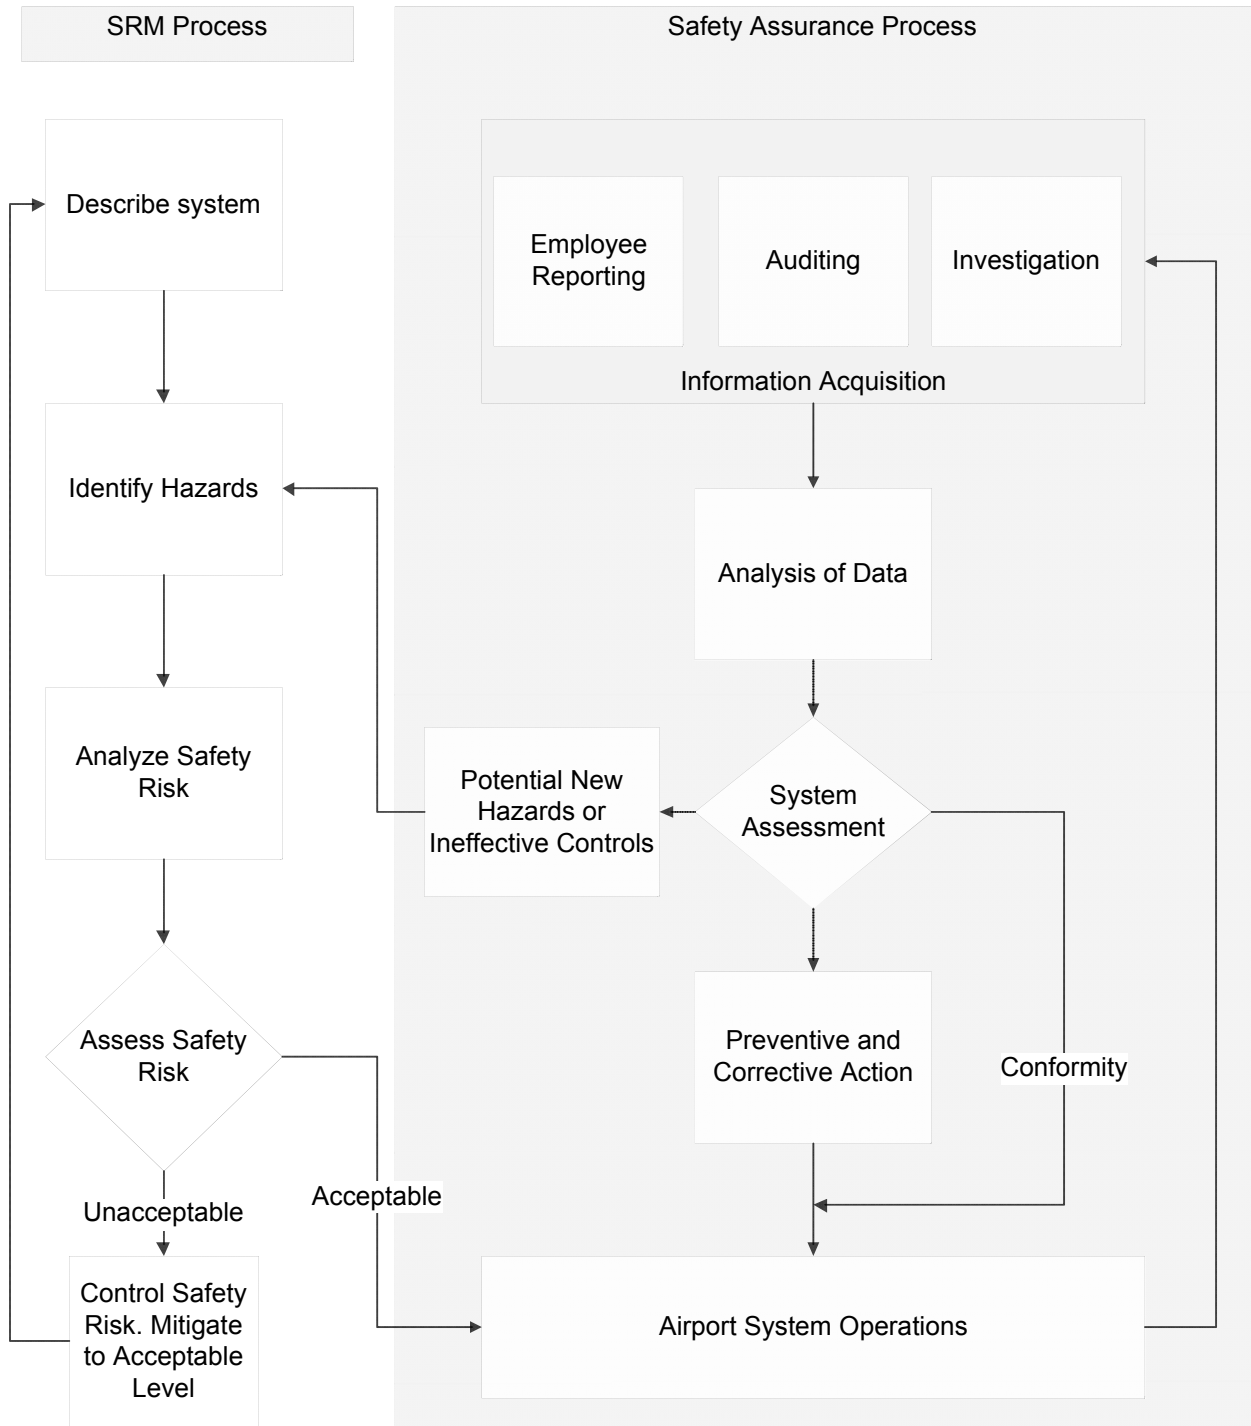 SRM Process
Safety Assurance Process
Describe system
Employee
Reporting
Auditing
Investigation
Information Acquisition
Identify Hazards
Analysis of Data
Analyze Safety
Risk
Potential New
Hazards or
Ineffective Controls
System
Assessment
Assess Safety
Risk
Preventive and
Corrective Action
Conformity
Unacceptable
Acceptable
Control Safety
Risk. Mitigate
to Acceptable
Level
Airport System Operations